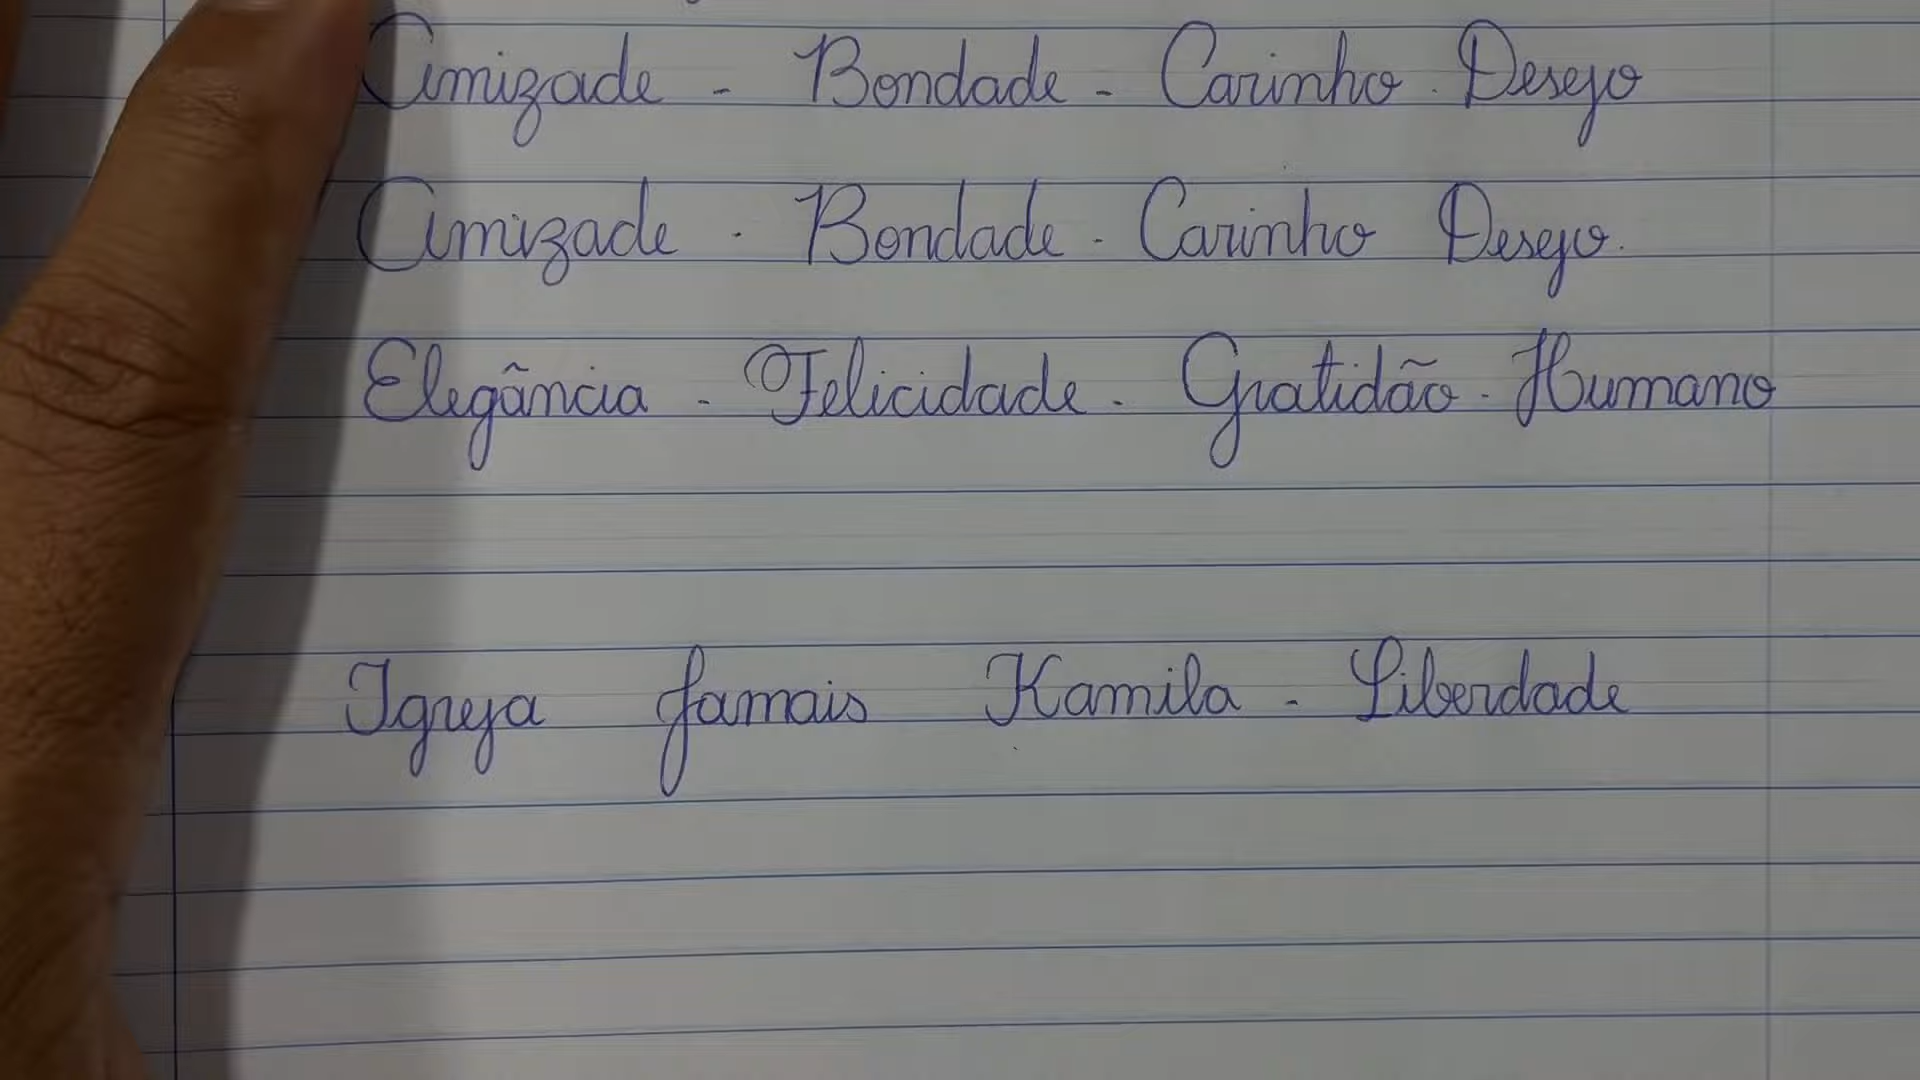 Amizade - Bondade - Carinho - Desejo
Amizade - Bondade - Carinho Desejo.
Elegância - Felicidade - Gratidão - Humano
Igreja Jamais Kamila - Liberdade